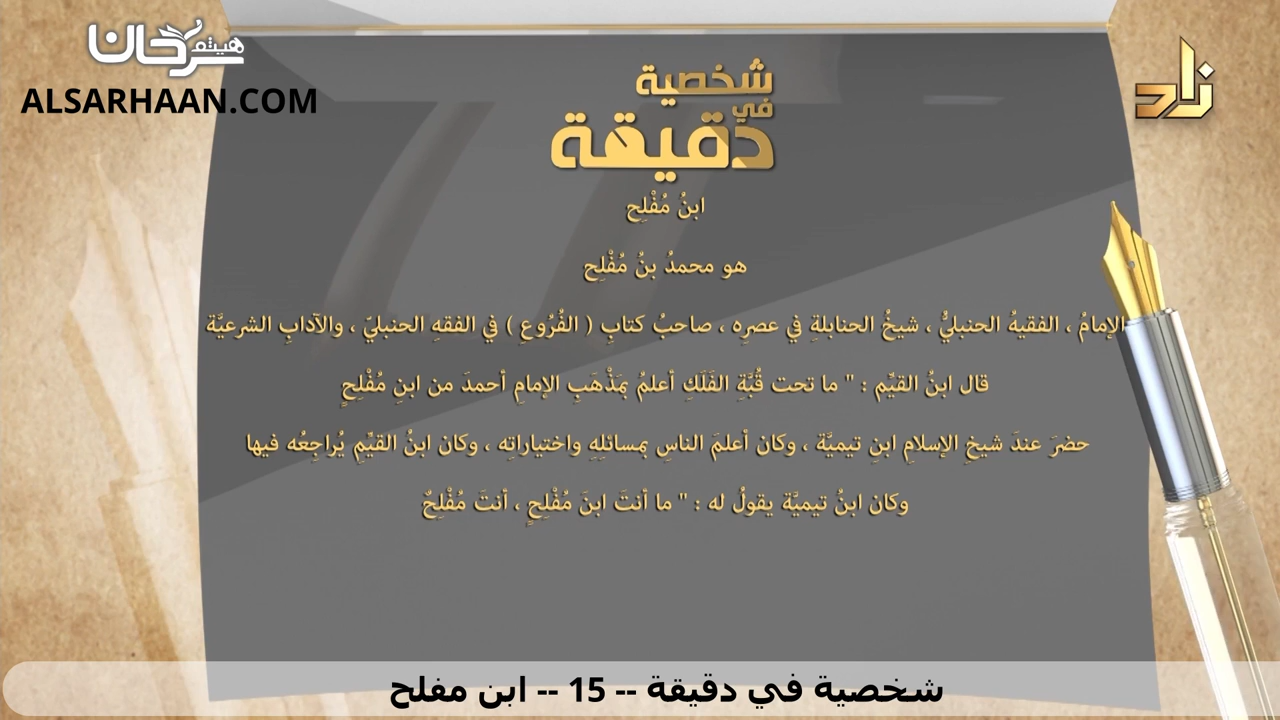 هيثم سرحان
ALSARHAAN.COM
زاد
شخصية
في
دقيقة
ابنُ مُفْلِح
هو محمدُ بنُ مُفْلِح
الإمامُ ، الفقيهُ الحنبليُّ ، شيخُ الحنابلةِ في عصرِه ، صاحبُ كتابِ ( الفُرُوعِ ) في الفقهِ الحنبليّ ، والآدابِ الشرعيَّة
قال ابنُ القيِّم : " ما تحت قُبَّةِ الفَلَكِ أعلمُ بمَذْهَبِ الإمامِ أحمدَ من ابنِ مُفْلِحٍ
حضرَ عندَ شيخِ الإسلامِ ابنِ تيميَّة ، وكان أعلمَ الناسِ بمسائلِهِ واختياراتِه ، وكان ابنُ القيِّمِ يُراجِعُه فيها
وكان ابنُ تيميَّة يقولُ له : " ما أنتَ ابنَ مُفْلِحٍ ، أنتَ مُفْلِحٌ
شخصية في دقيقة -- 15 -- ابن مفلح